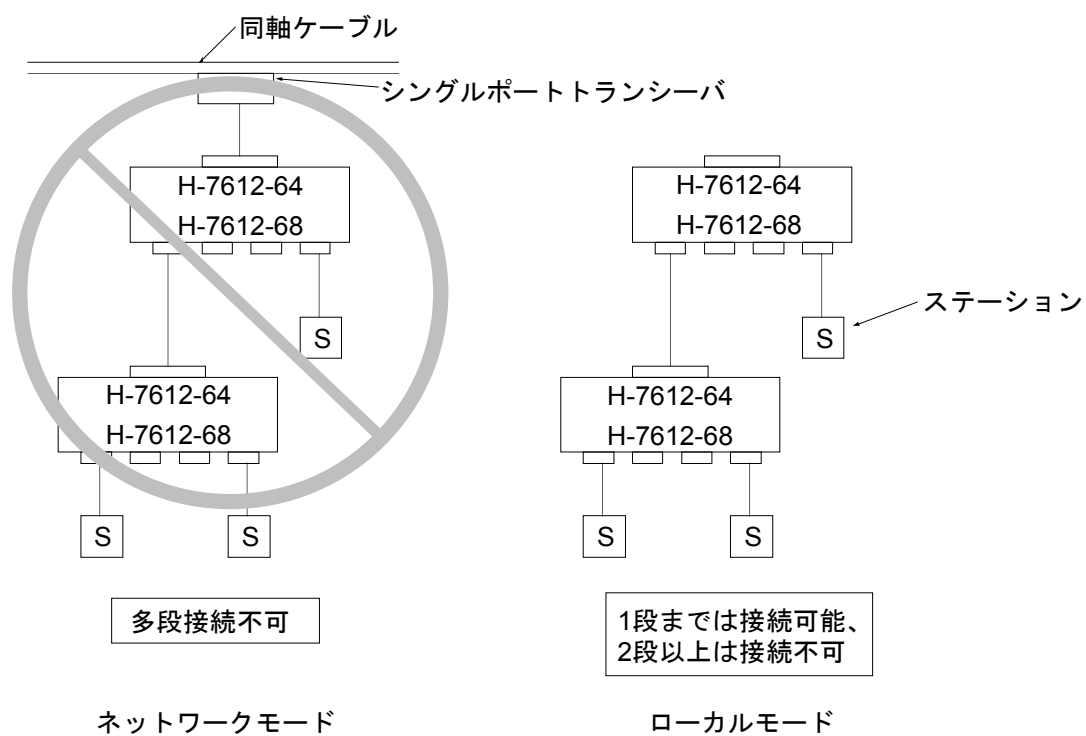 同軸ケーブル
シングルポートトランシーバ
H-7612-64
H-7612-68
S
H-7612-64
H-7612-68
S
S
多段接続不可
ネットワークモード
H-7612-64
H-7612-68
ステーション
S
H-7612-64
H-7612-68
S
S
1段までは接続可能、
2段以上は接続不可
ローカルモード